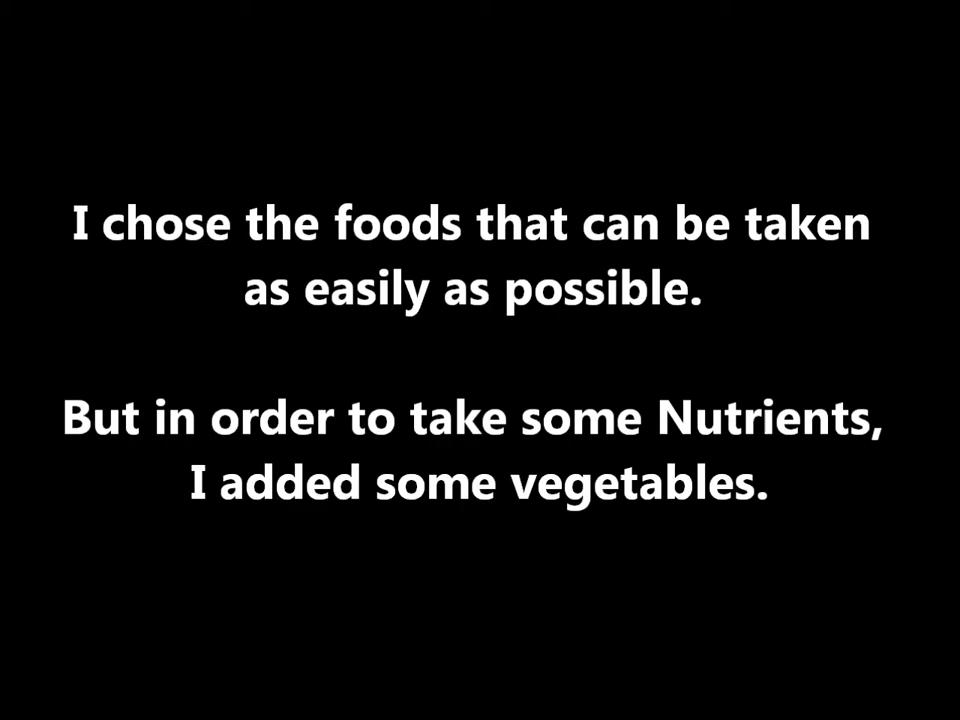 I chose the foods that can be taken
as easily as possible.
But in order to take some Nutrients,
I added some vegetables.